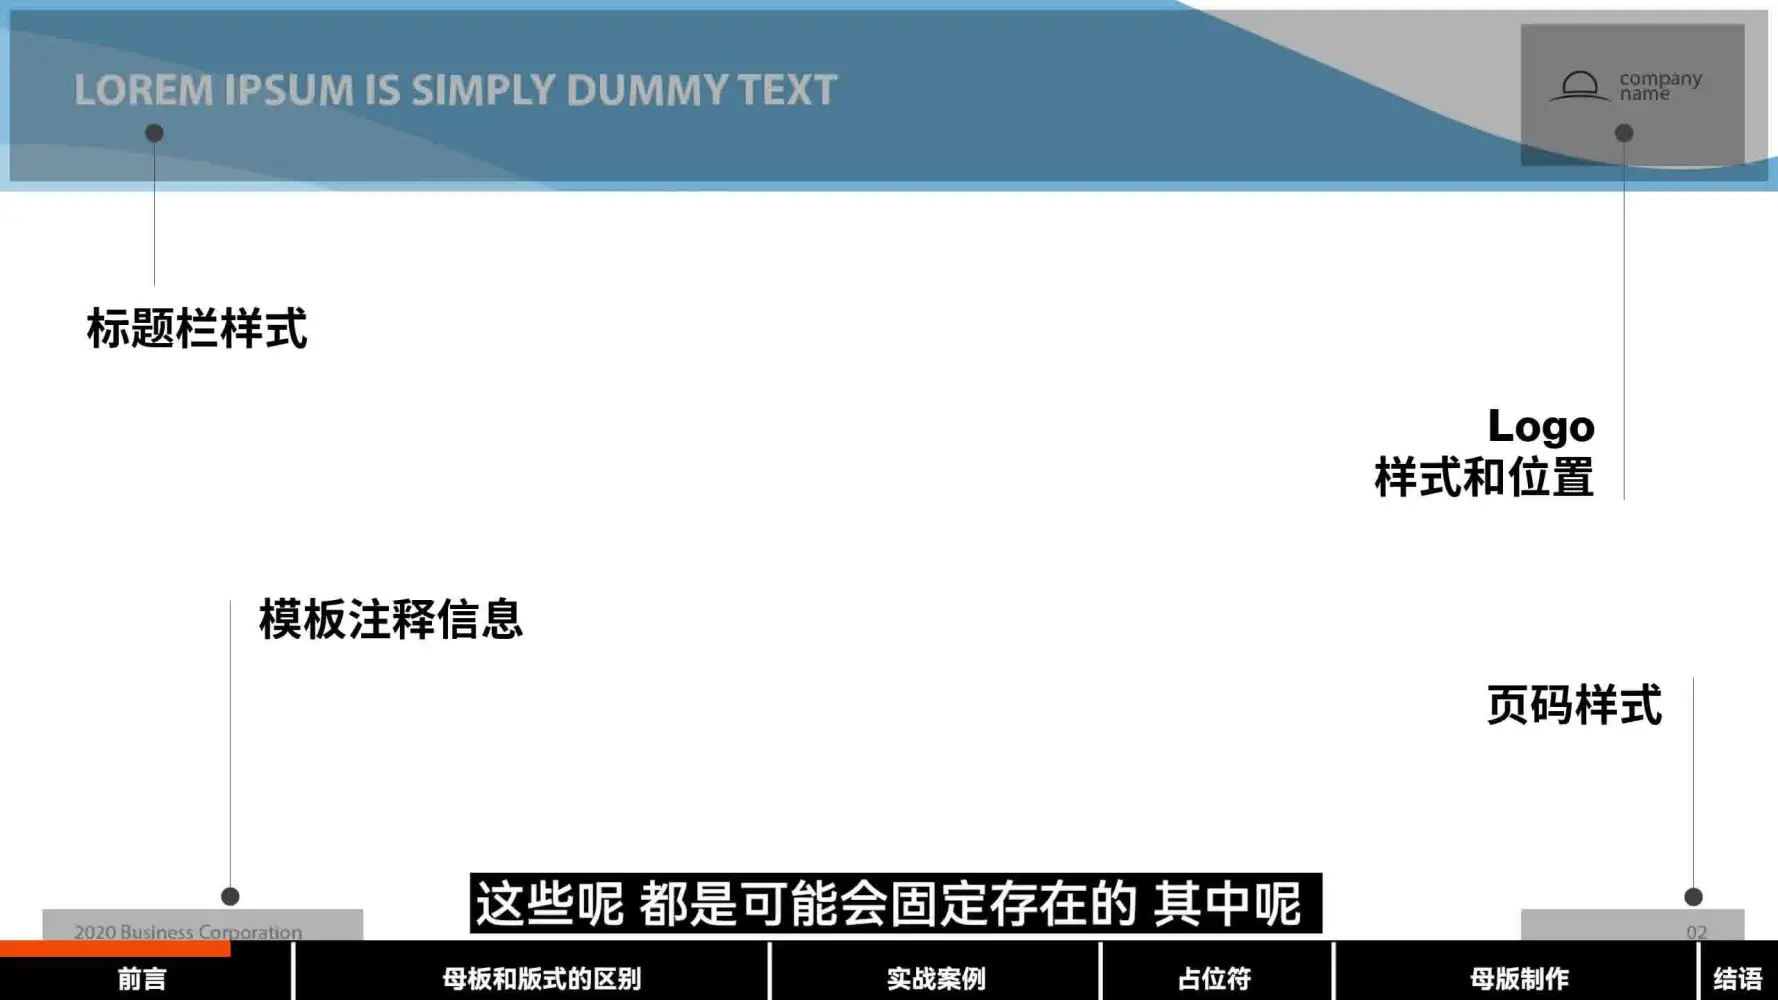 LOREM IPSUM IS SIMPLY DUMMY TEXT
company
name
标题栏样式
Logo
样式和位置
模板注释信息
页码样式
这些呢 都是可能会固定存在的 其中呢
2020 Business Corporation
02
前言
母板和版式的区别
实战案例
占位符
母版制作
结语